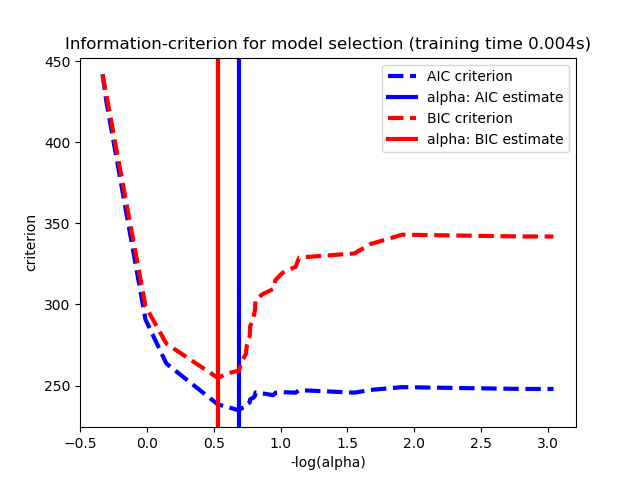 Information-criterion for model selection (training time 0.004s)
450
400
350
300
250
criterion
AIC criterion
alpha: AIC estimate
BIC criterion
alpha: BIC estimate
−0.5 0.0 0.5 1.0 1.5 2.0 2.5 3.0
-log(alpha)